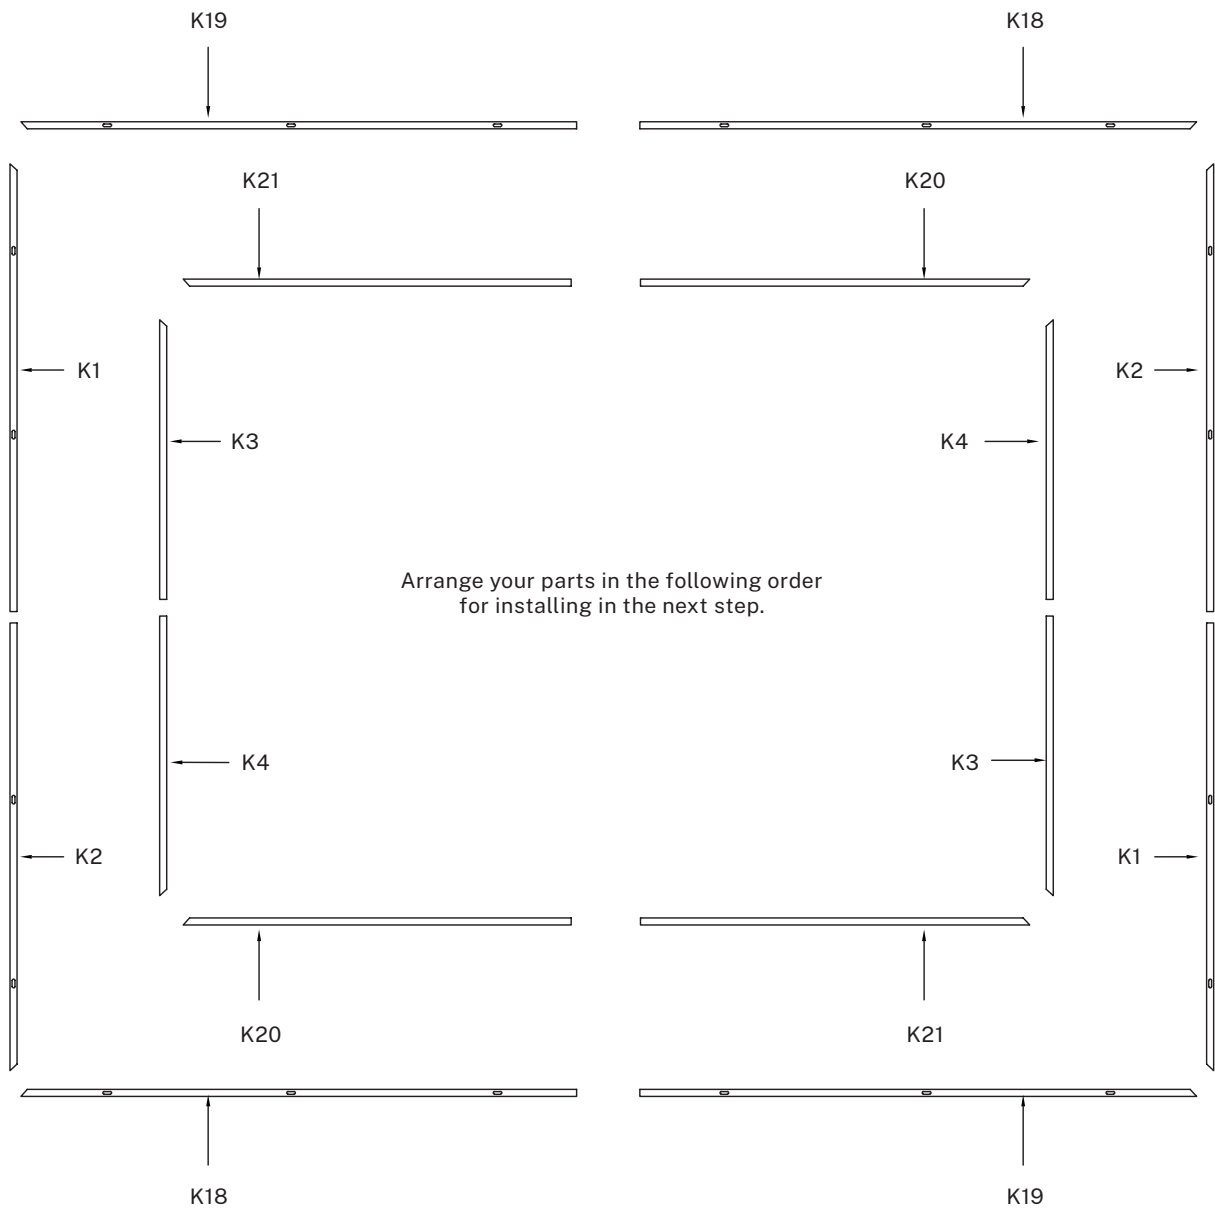 K19
K18
K21
K20
K1
K2
K3
K4
Arrange your parts in the following order
for installing in the next step.
K4
K3
K2
K1
K20
K21
K18
K19